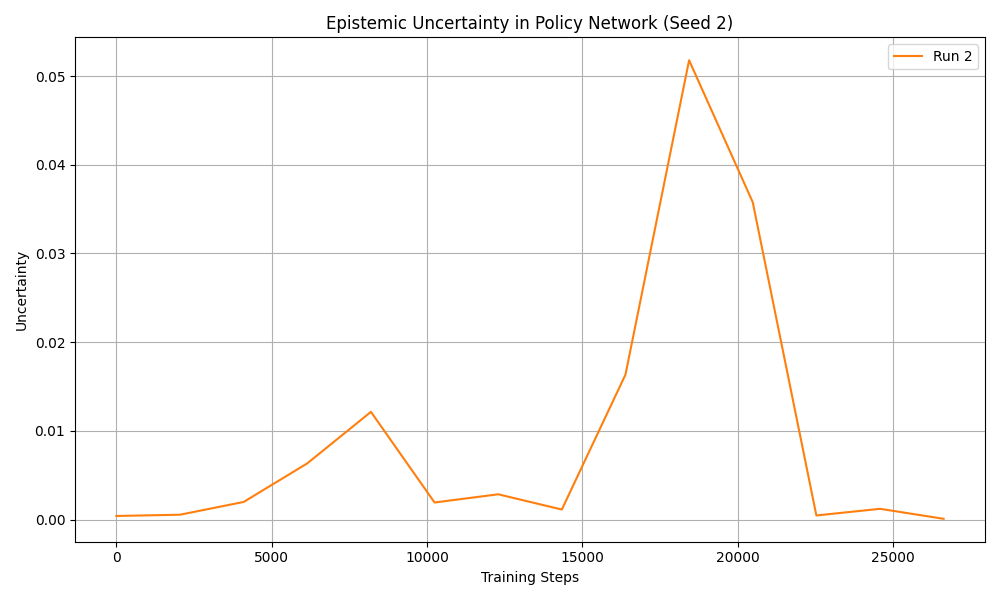 Epistemic Uncertainty in Policy Network (Seed 2)
Run 2
0.05
0.04
0.03
0.02
0.01
0.00
Uncertainty
0 5000 10000 15000 20000 25000
Training Steps